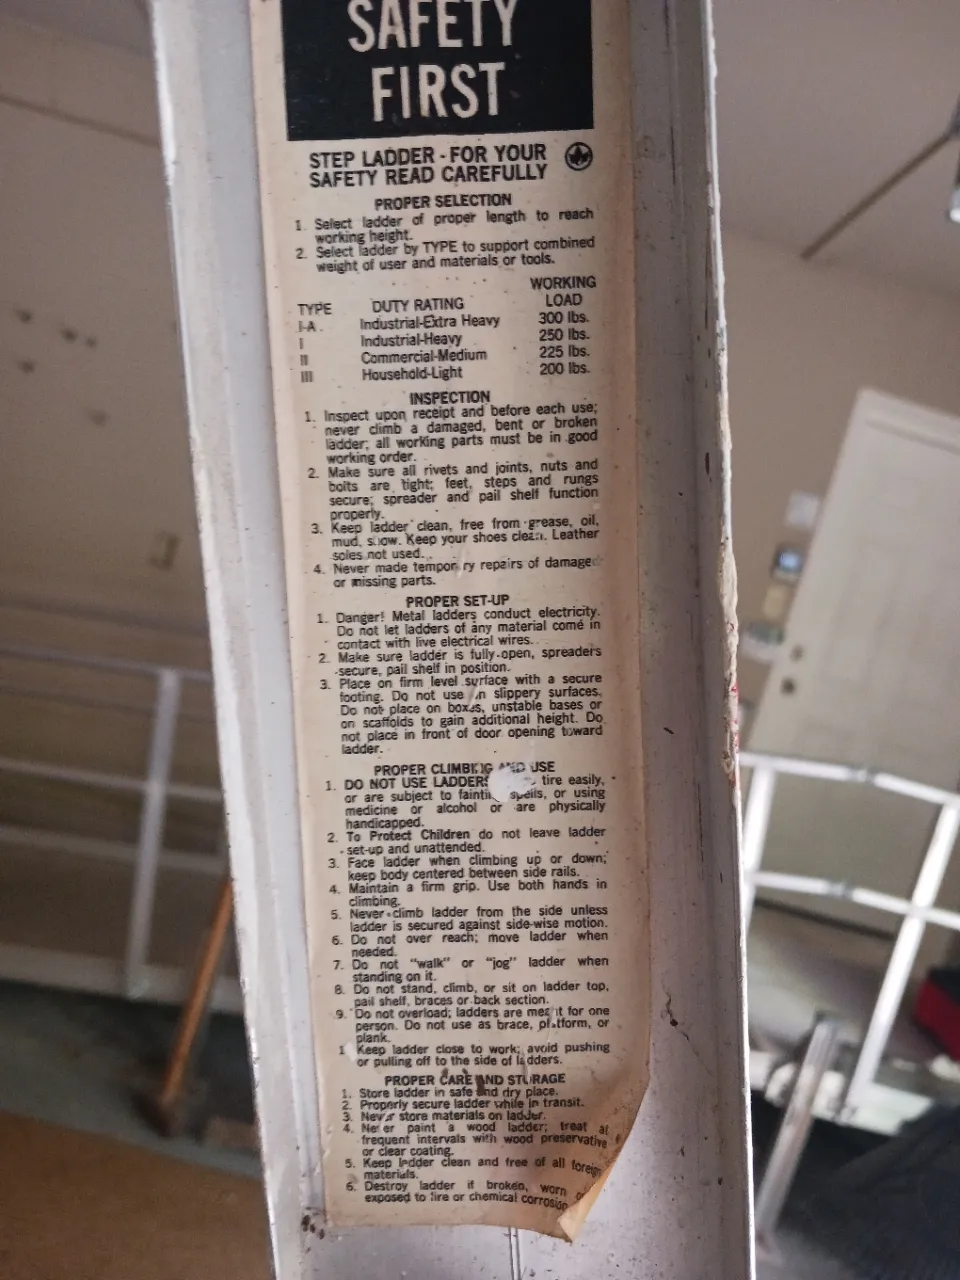 SAFETY
FIRST
STEP LADDER - FOR YOUR
SAFETY READ CAREFULLY
PROPER SELECTION
1. Select ladder of proper length to reach
working height.
2. Select ladder by TYPE to support combined
weight of user and materials or tools.
WORKING
TYPE DUTY RATING LOAD
I-A Industrial-Extra Heavy 300 lbs.
I Industrial-Heavy 250 lbs.
II Commercial-Medium 225 lbs.
III Household-Light 200 lbs.
INSPECTION
1. Inspect upon receipt and before each use;
never climb a damaged, bent or broken
ladder; all working parts must be in good
working order.
2. Make sure all rivets and joints, nuts and
bolts are tight; feet, steps and rungs
secure; spreader and pail shelf function
properly.
3. Keep ladder clean, free from grease, oil,
mud, snow. Keep your shoes clean. Leather
soles not used.
4. Never made temporary repairs of damage
or missing parts.
PROPER SET-UP
1. Danger! Metal ladders conduct electricity.
Do not let ladders of any material come in
contact with live electrical wires.
2. Make sure ladder is fully open, spreaders
secure, pail shelf in position.
3. Place on firm level surface with a secure
footing. Do not use on slippery surfaces.
Do not place on boxes, unstable bases or
on scaffolds to gain additional height. Do
not place in front of door opening toward
ladder.
PROPER CLIMBING AND USE
1. DO NOT USE LADDERS tire easily,
or are subject to fainting spells, or using
medicine or alcohol or are physically
handicapped.
2. To Protect Children do not leave ladder
set-up and unattended.
3. Face ladder when climbing up or down;
keep body centered between side rails.
4. Maintain a firm grip. Use both hands in
climbing.
5. Never climb ladder from the side unless
ladder is secured against side-wise motion.
6. Do not over reach; move ladder when
needed.
7. Do not "walk" or "jog" ladder when
standing on it.
8. Do not stand, climb, or sit on ladder top,
pail shelf, braces or back section.
9. Do not overload; ladders are meant for one
person. Do not use as brace, platform, or
plank.
1 Keep ladder close to work; avoid pushing
or pulling off to the side of ladders.
PROPER CARE AND STORAGE
1. Store ladder in safe and dry place.
2. Properly secure ladder while in transit.
3. Never store materials on ladder.
4. Never paint a wood ladder; treat at
frequent intervals with wood preservative
or clear coating.
5. Keep ladder clean and free of all foreign
materials.
6. Destroy ladder if broken, worn
exposed to fire or chemical corrosion